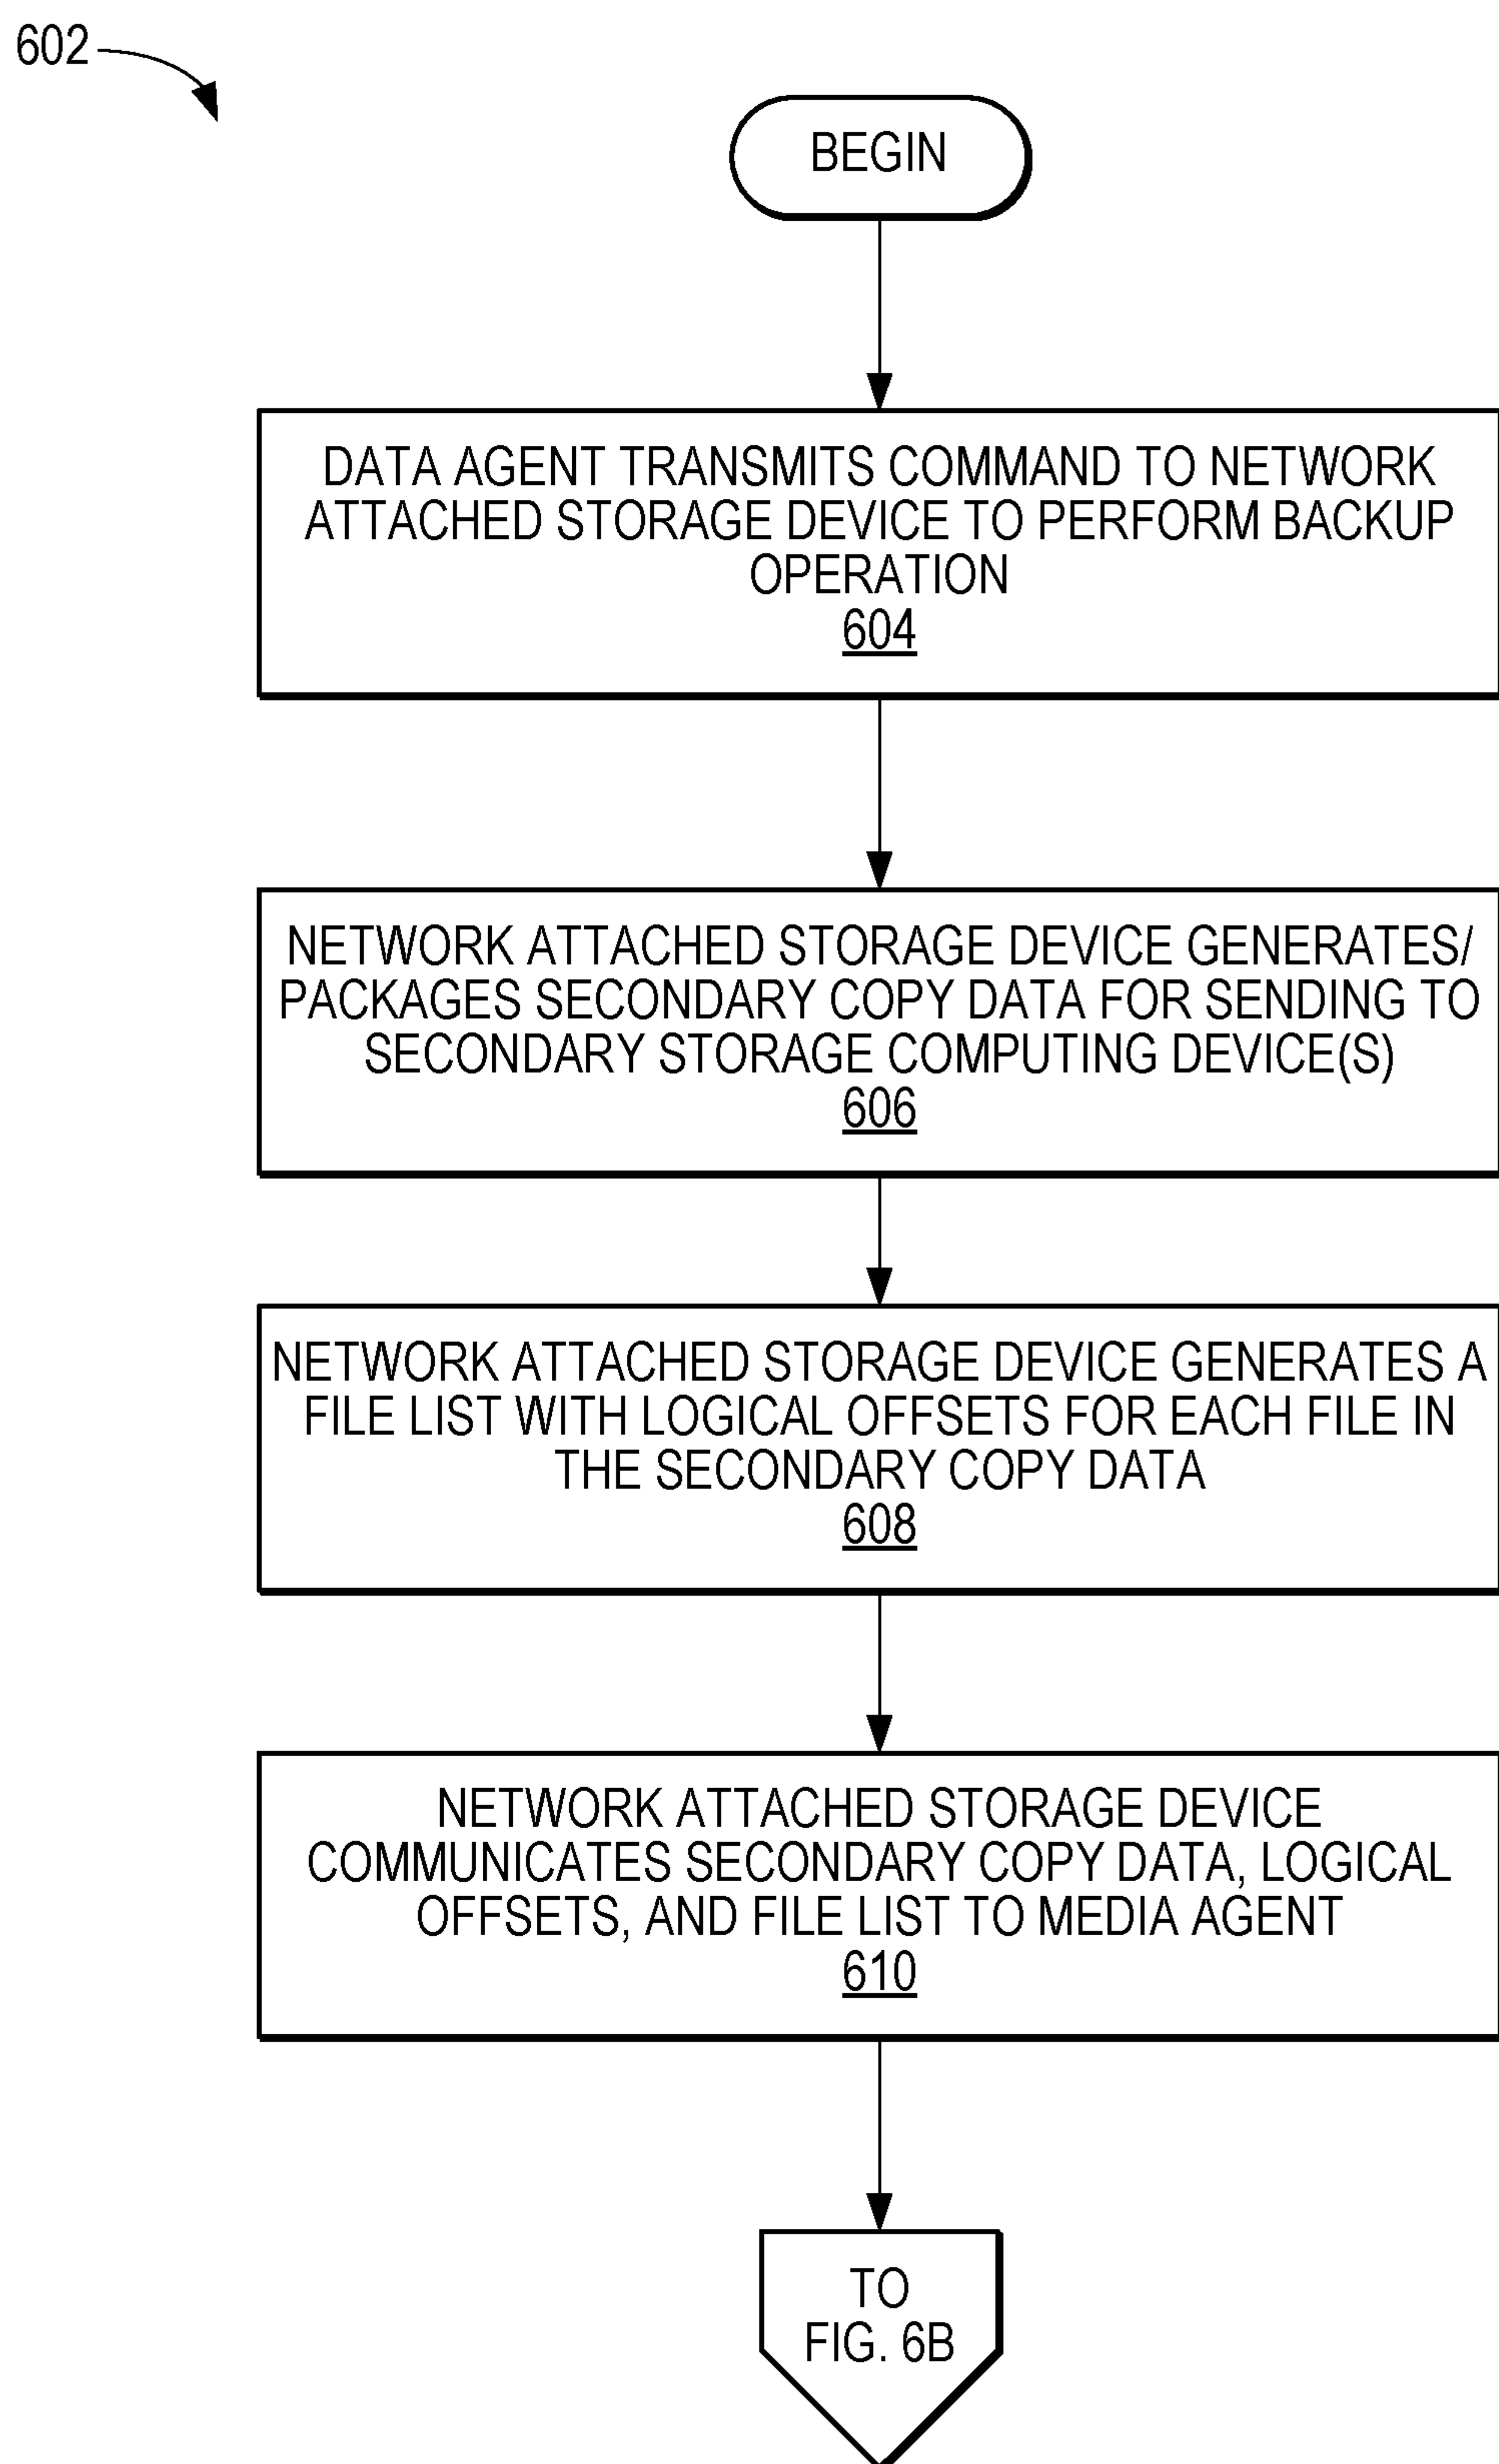 602
BEGIN
DATA AGENT TRANSMITS COMMAND TO NETWORK
ATTACHED STORAGE DEVICE TO PERFORM BACKUP
OPERATION
604
NETWORK ATTACHED STORAGE DEVICE GENERATES/
PACKAGES SECONDARY COPY DATA FOR SENDING TO
SECONDARY STORAGE COMPUTING DEVICE(S)
606
NETWORK ATTACHED STORAGE DEVICE GENERATES A
FILE LIST WITH LOGICAL OFFSETS FOR EACH FILE IN
THE SECONDARY COPY DATA
608
NETWORK ATTACHED STORAGE DEVICE
COMMUNICATES SECONDARY COPY DATA, LOGICAL
OFFSETS, AND FILE LIST TO MEDIA AGENT
610
TO
FIG. 6B